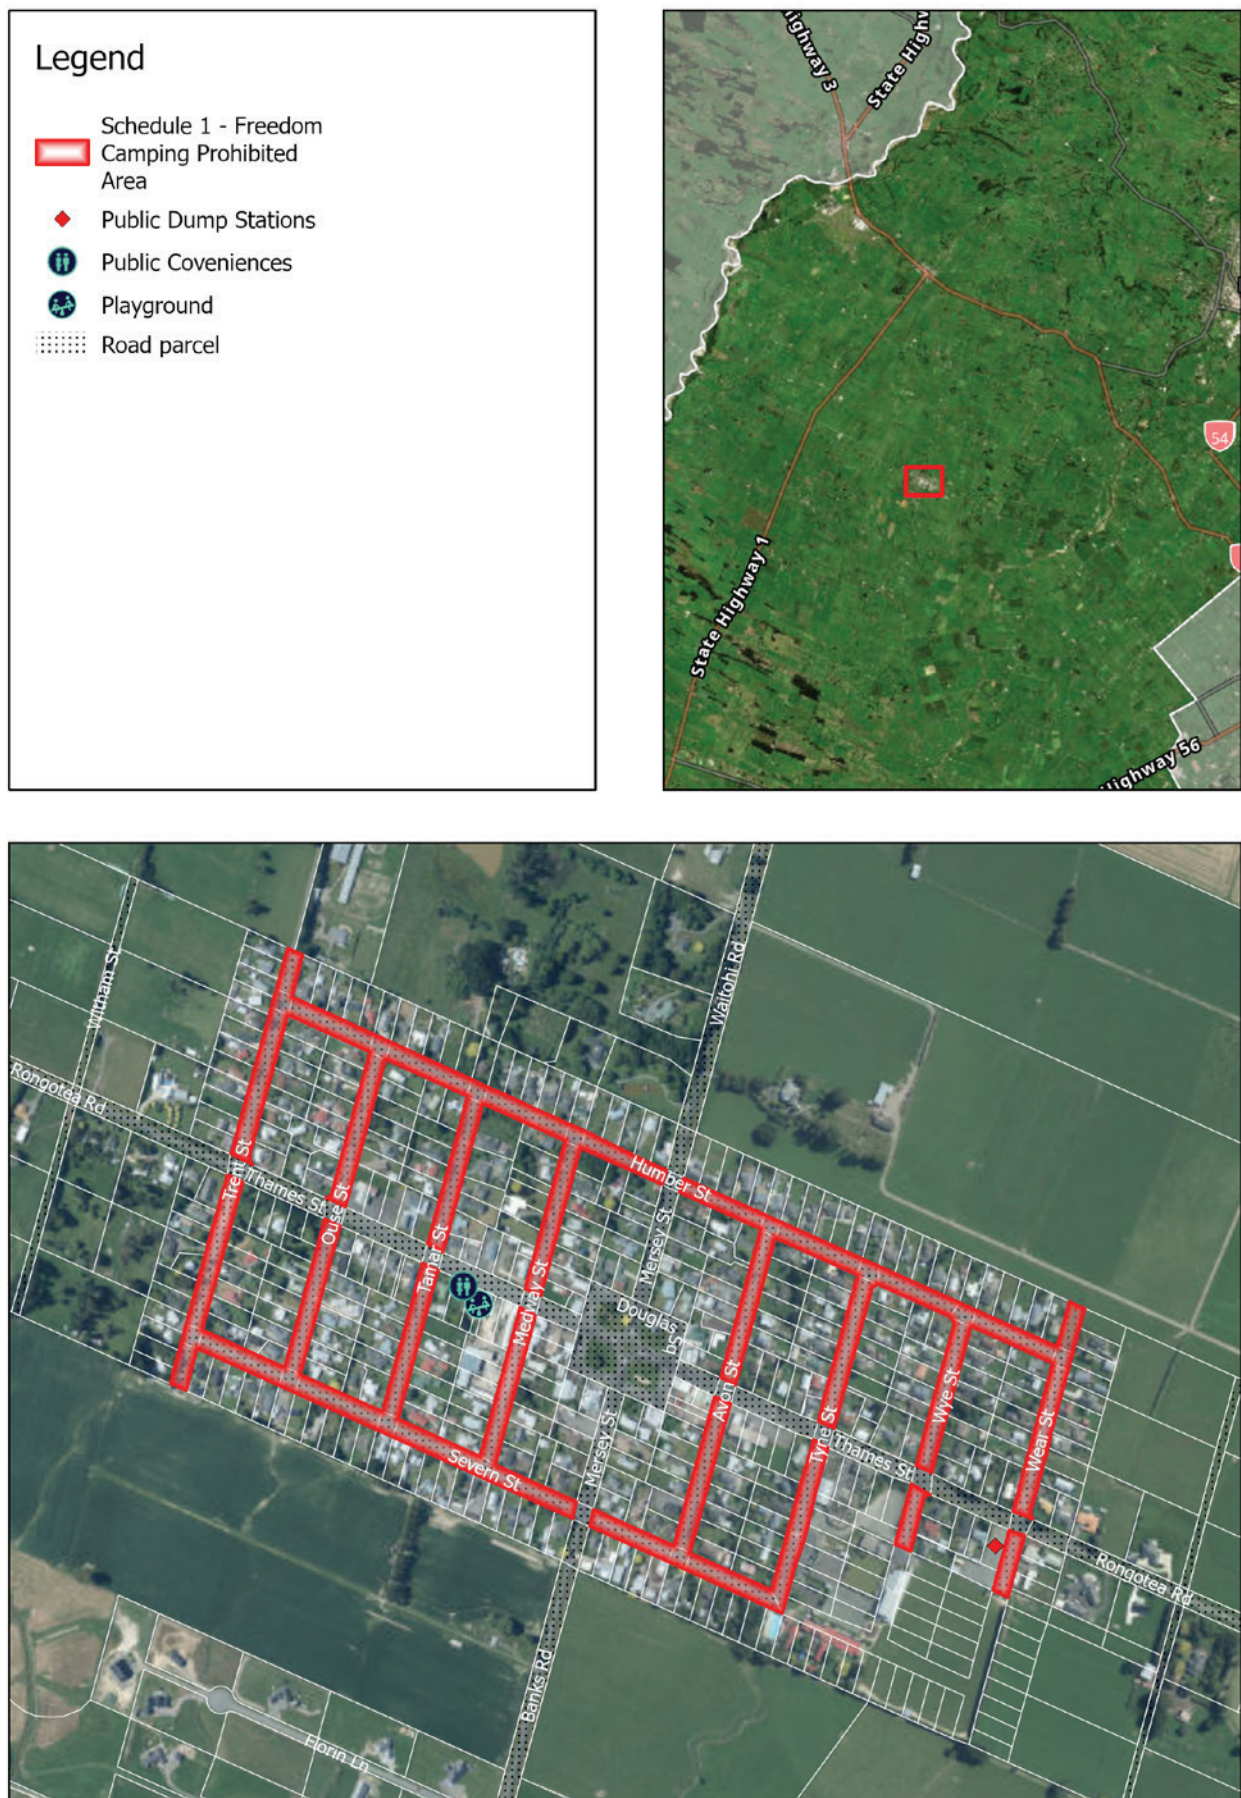 Legend
Schedule 1 - Freedom
Camping Prohibited
Area
Public Dump Stations
Public Coveniences
Playground
Road parcel
Highway 3
State Highw
54
State Highway 1
Highway 56
Witham St
Waitohi Rd
Rongotea Rd
Trent St
Thames St
Ouse St
Tamar St
Medway St
Humber St
Mersey St
Douglas
Sq
Avon St
Tyne St
Thames St
Wye St
Wear St
Severn St
Mersey St
Rongotea Rd
Banks Rd
Florin Ln